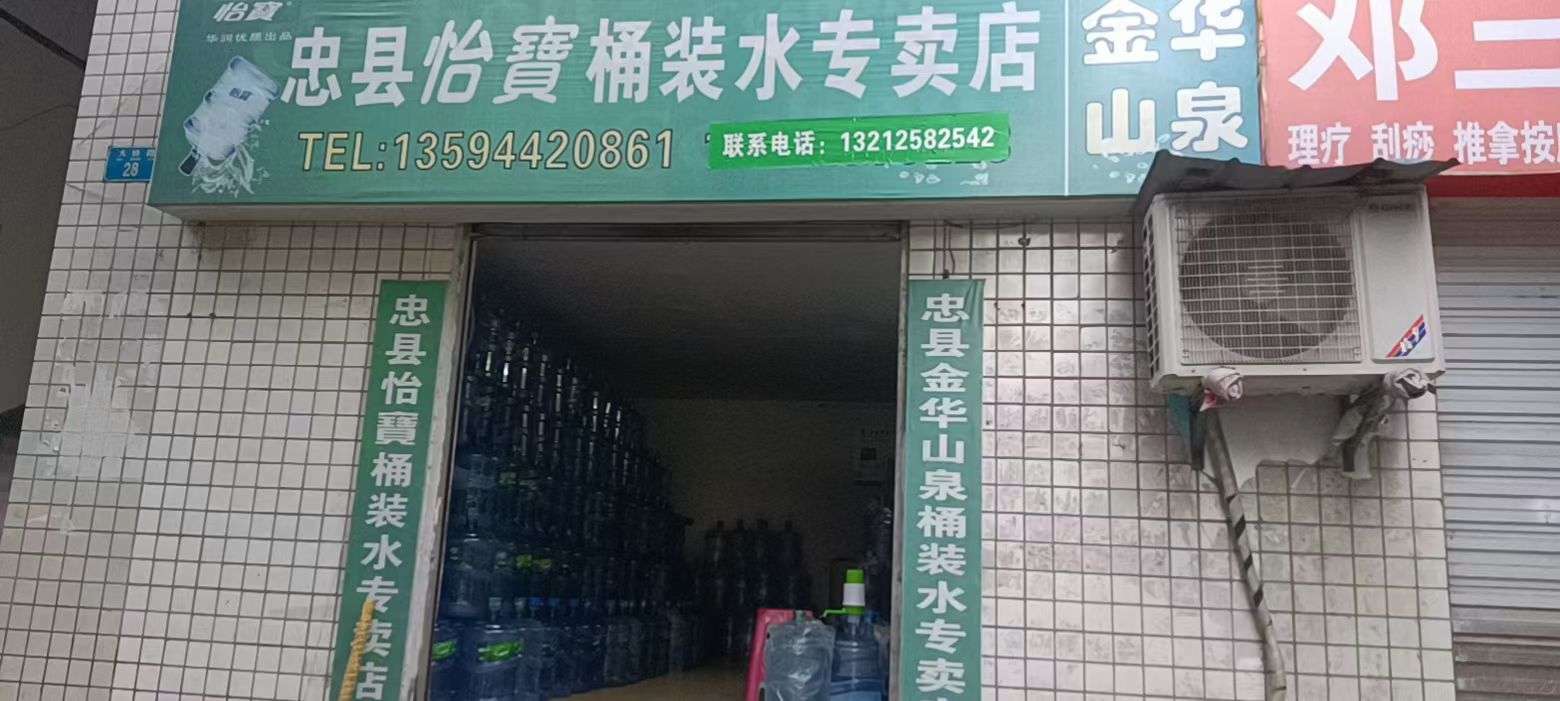 怡寶
华润优质出品
忠县怡寶桶装水专卖店
TEL:13594420861
联系电话：13212582542
金华
山泉
邓三
理疗 刮痧 推拿按
28
忠县怡寶桶装水专卖店
忠县金华山泉桶装水专卖